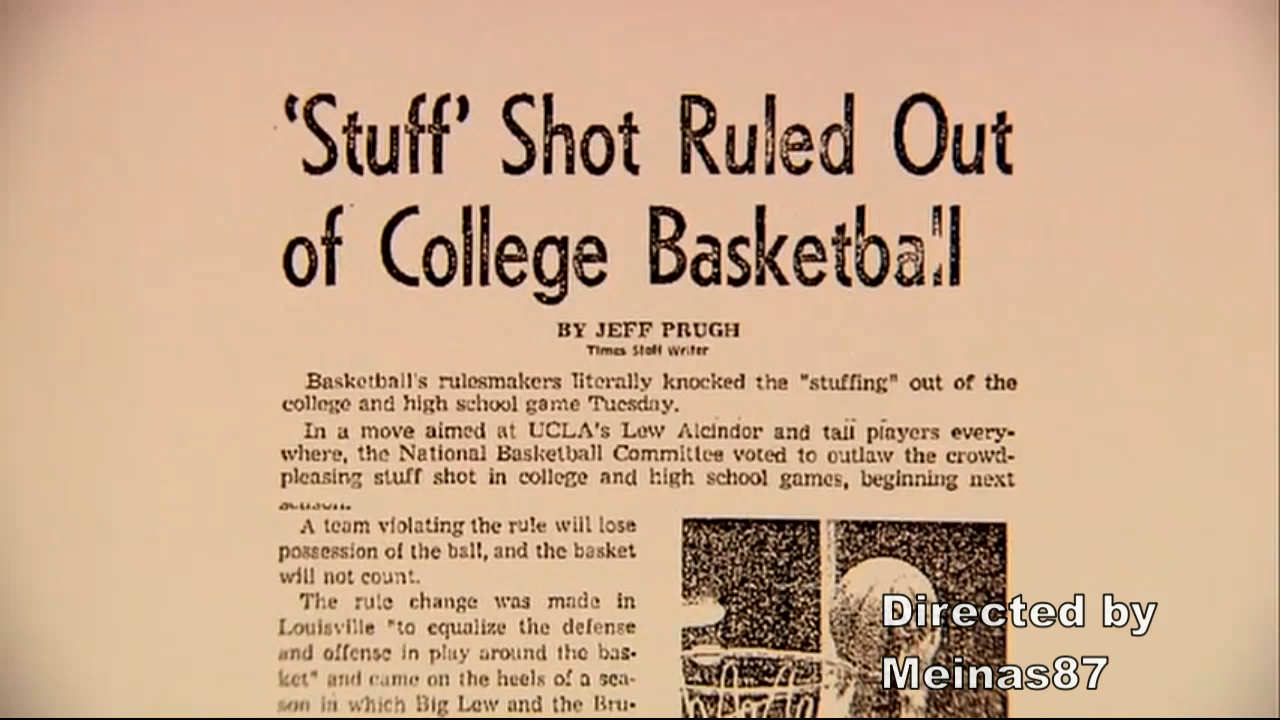 ‘Stuff’ Shot Ruled Out
of College Basketball
BY JEFF PRUGH
Times Staff Writer
Basketball's rulesmakers literally knocked the "stuffing" out of the
college and high school game Tuesday.
In a move aimed at UCLA's Lew Alcindor and tall players every-
where, the National Basketball Committee voted to outlaw the crowd-
pleasing stuff shot in college and high school games, beginning next
A team violating the rule will lose
possession of the ball, and the basket
will not count.
The rule change was made in
Louisville "to equalize the defense
and offense in play around the bas-
ket" and came on the heels of a sea-
son in which Big Lew and the Bru-
Directed by
Meinas87